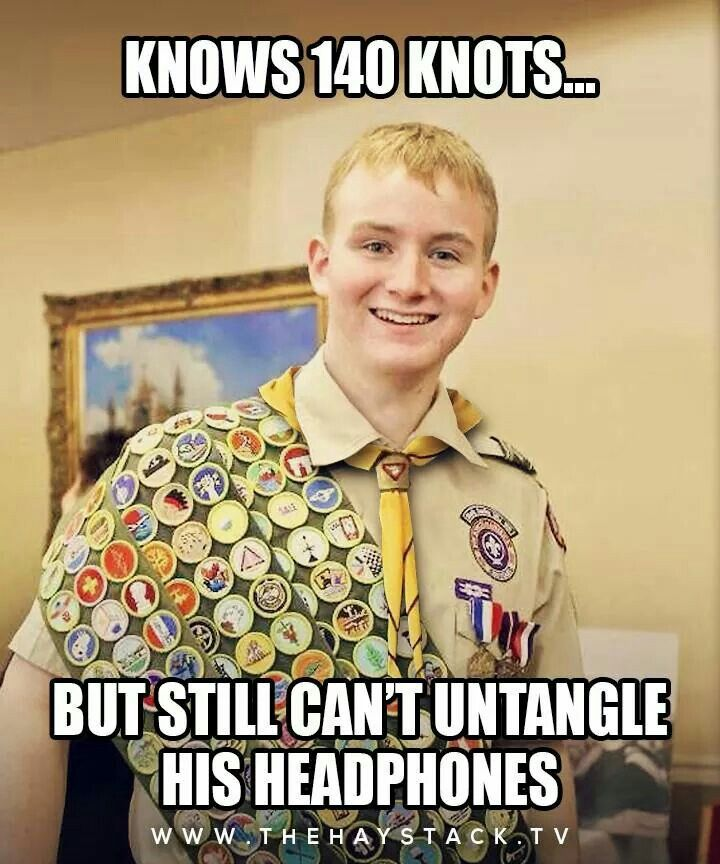 KNOWS 140 KNOTS...
BUT STILL CAN'T UNTANGLE
HIS HEADPHONES
WWW.THEHAYSTACK.TV